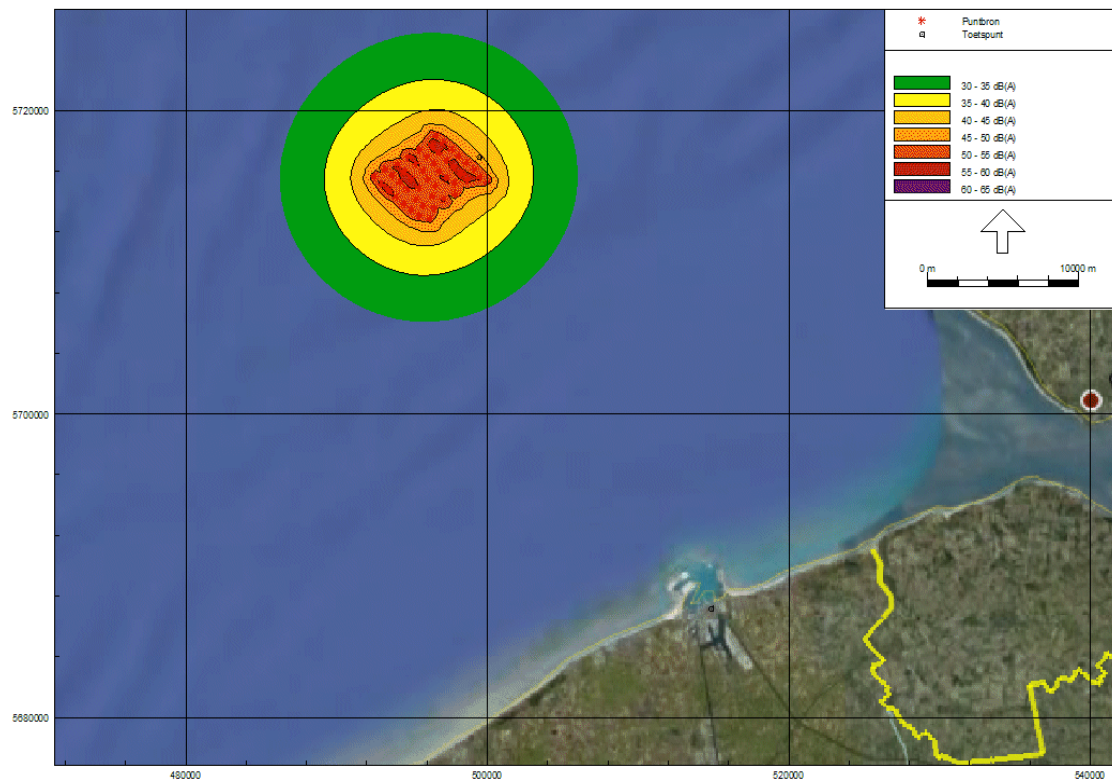 Puntbron
Toetspunt
30 - 35 dB(A)
35 - 40 dB(A)
40 - 45 dB(A)
45 - 50 dB(A)
50 - 55 dB(A)
55 - 60 dB(A)
60 - 65 dB(A)
0 m 10000 m
5720000
5700000
5680000
480000 500000 520000 540000